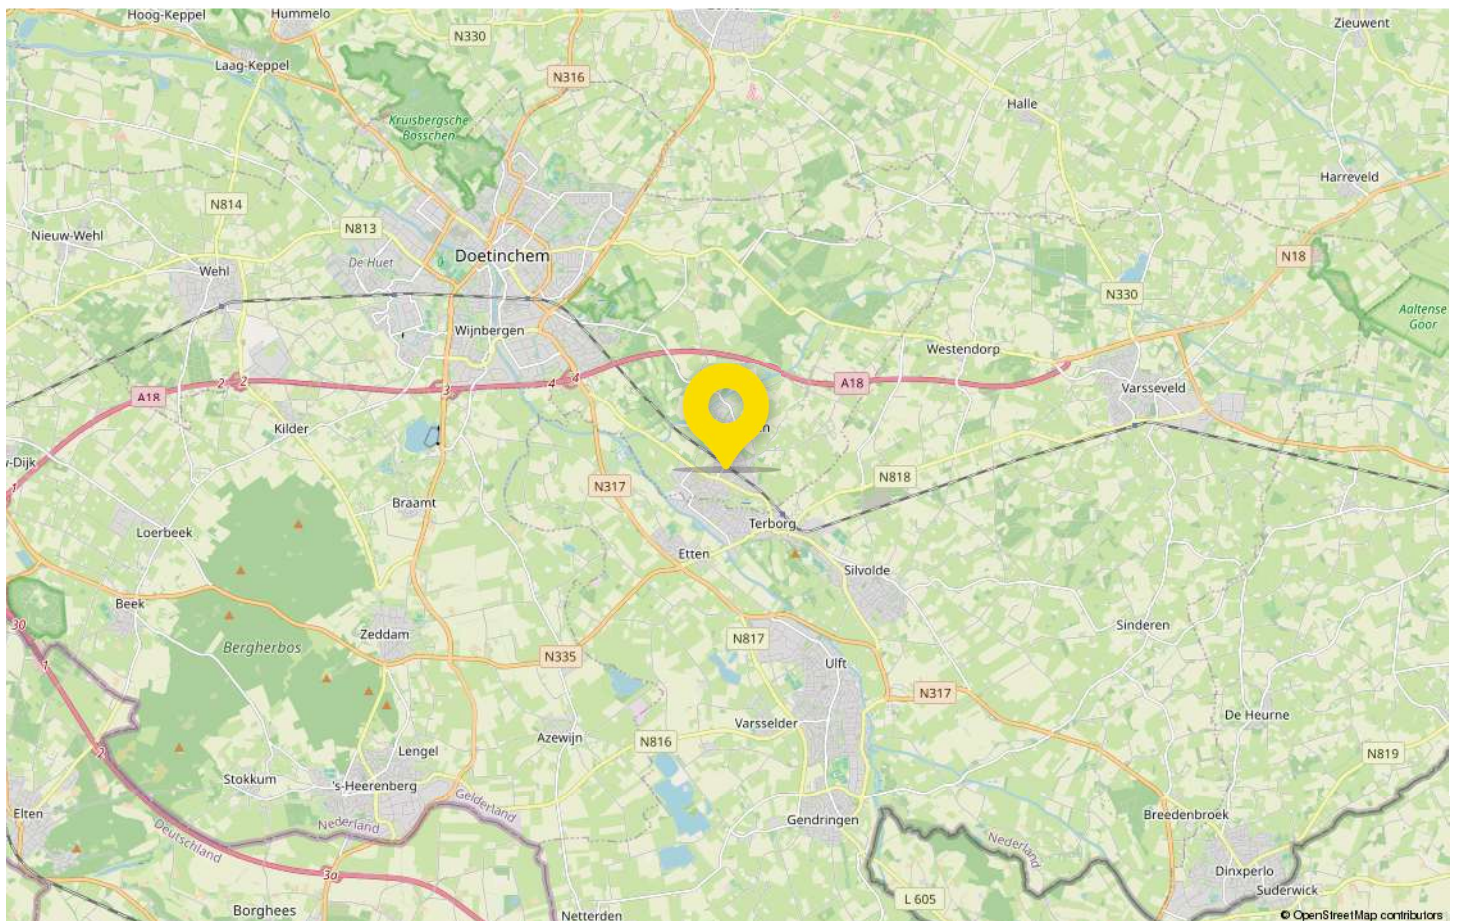 Hoog-Keppel
Hummelo
Zieuwent
N330
Laag-Keppel
N316
Halle
Kruisbergsche
Bosschen
Harreveld
N814
N813
Nieuw-Wehl
Doetinchem
De Huet
N18
Wehl
N330
Aaltense
Goor
Wijnbergen
Westendorp
2
2
3
4
4
A18
Varsseveld
A18
Kilder
N818
N317
1
Braamt
Terborg
Loerbeek
Etten
Silvolde
Beek
30
Zeddam
Sinderen
N817
Bergherbos
N335
1
Ulft
N317
De Heurne
Varsselder
Azewijn
N816
2
Lengel
N819
Stokkum
's-Heerenberg
Gelderland
Elten
Nederland
Gendringen
Breedenbroek
Deutschland
Nederland
3a
Dinxperlo
Suderwick
L 605
Borghees
Netterden
© OpenStreetMap contributors